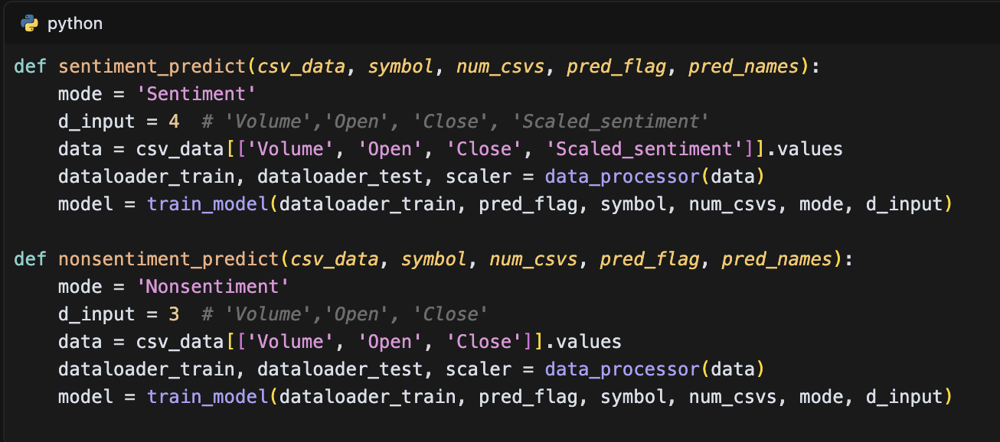 python
def sentiment_predict(csv_data, symbol, num_csvs, pred_flag, pred_names):
    mode = 'Sentiment'
    d_input = 4  # 'Volume','Open', 'Close', 'Scaled_sentiment'
    data = csv_data[['Volume', 'Open', 'Close', 'Scaled_sentiment']].values
    dataloader_train, dataloader_test, scaler = data_processor(data)
    model = train_model(dataloader_train, pred_flag, symbol, num_csvs, mode, d_input)

def nonsentiment_predict(csv_data, symbol, num_csvs, pred_flag, pred_names):
    mode = 'Nonsentiment'
    d_input = 3  # 'Volume','Open', 'Close'
    data = csv_data[['Volume', 'Open', 'Close']].values
    dataloader_train, dataloader_test, scaler = data_processor(data)
    model = train_model(dataloader_train, pred_flag, symbol, num_csvs, mode, d_input)